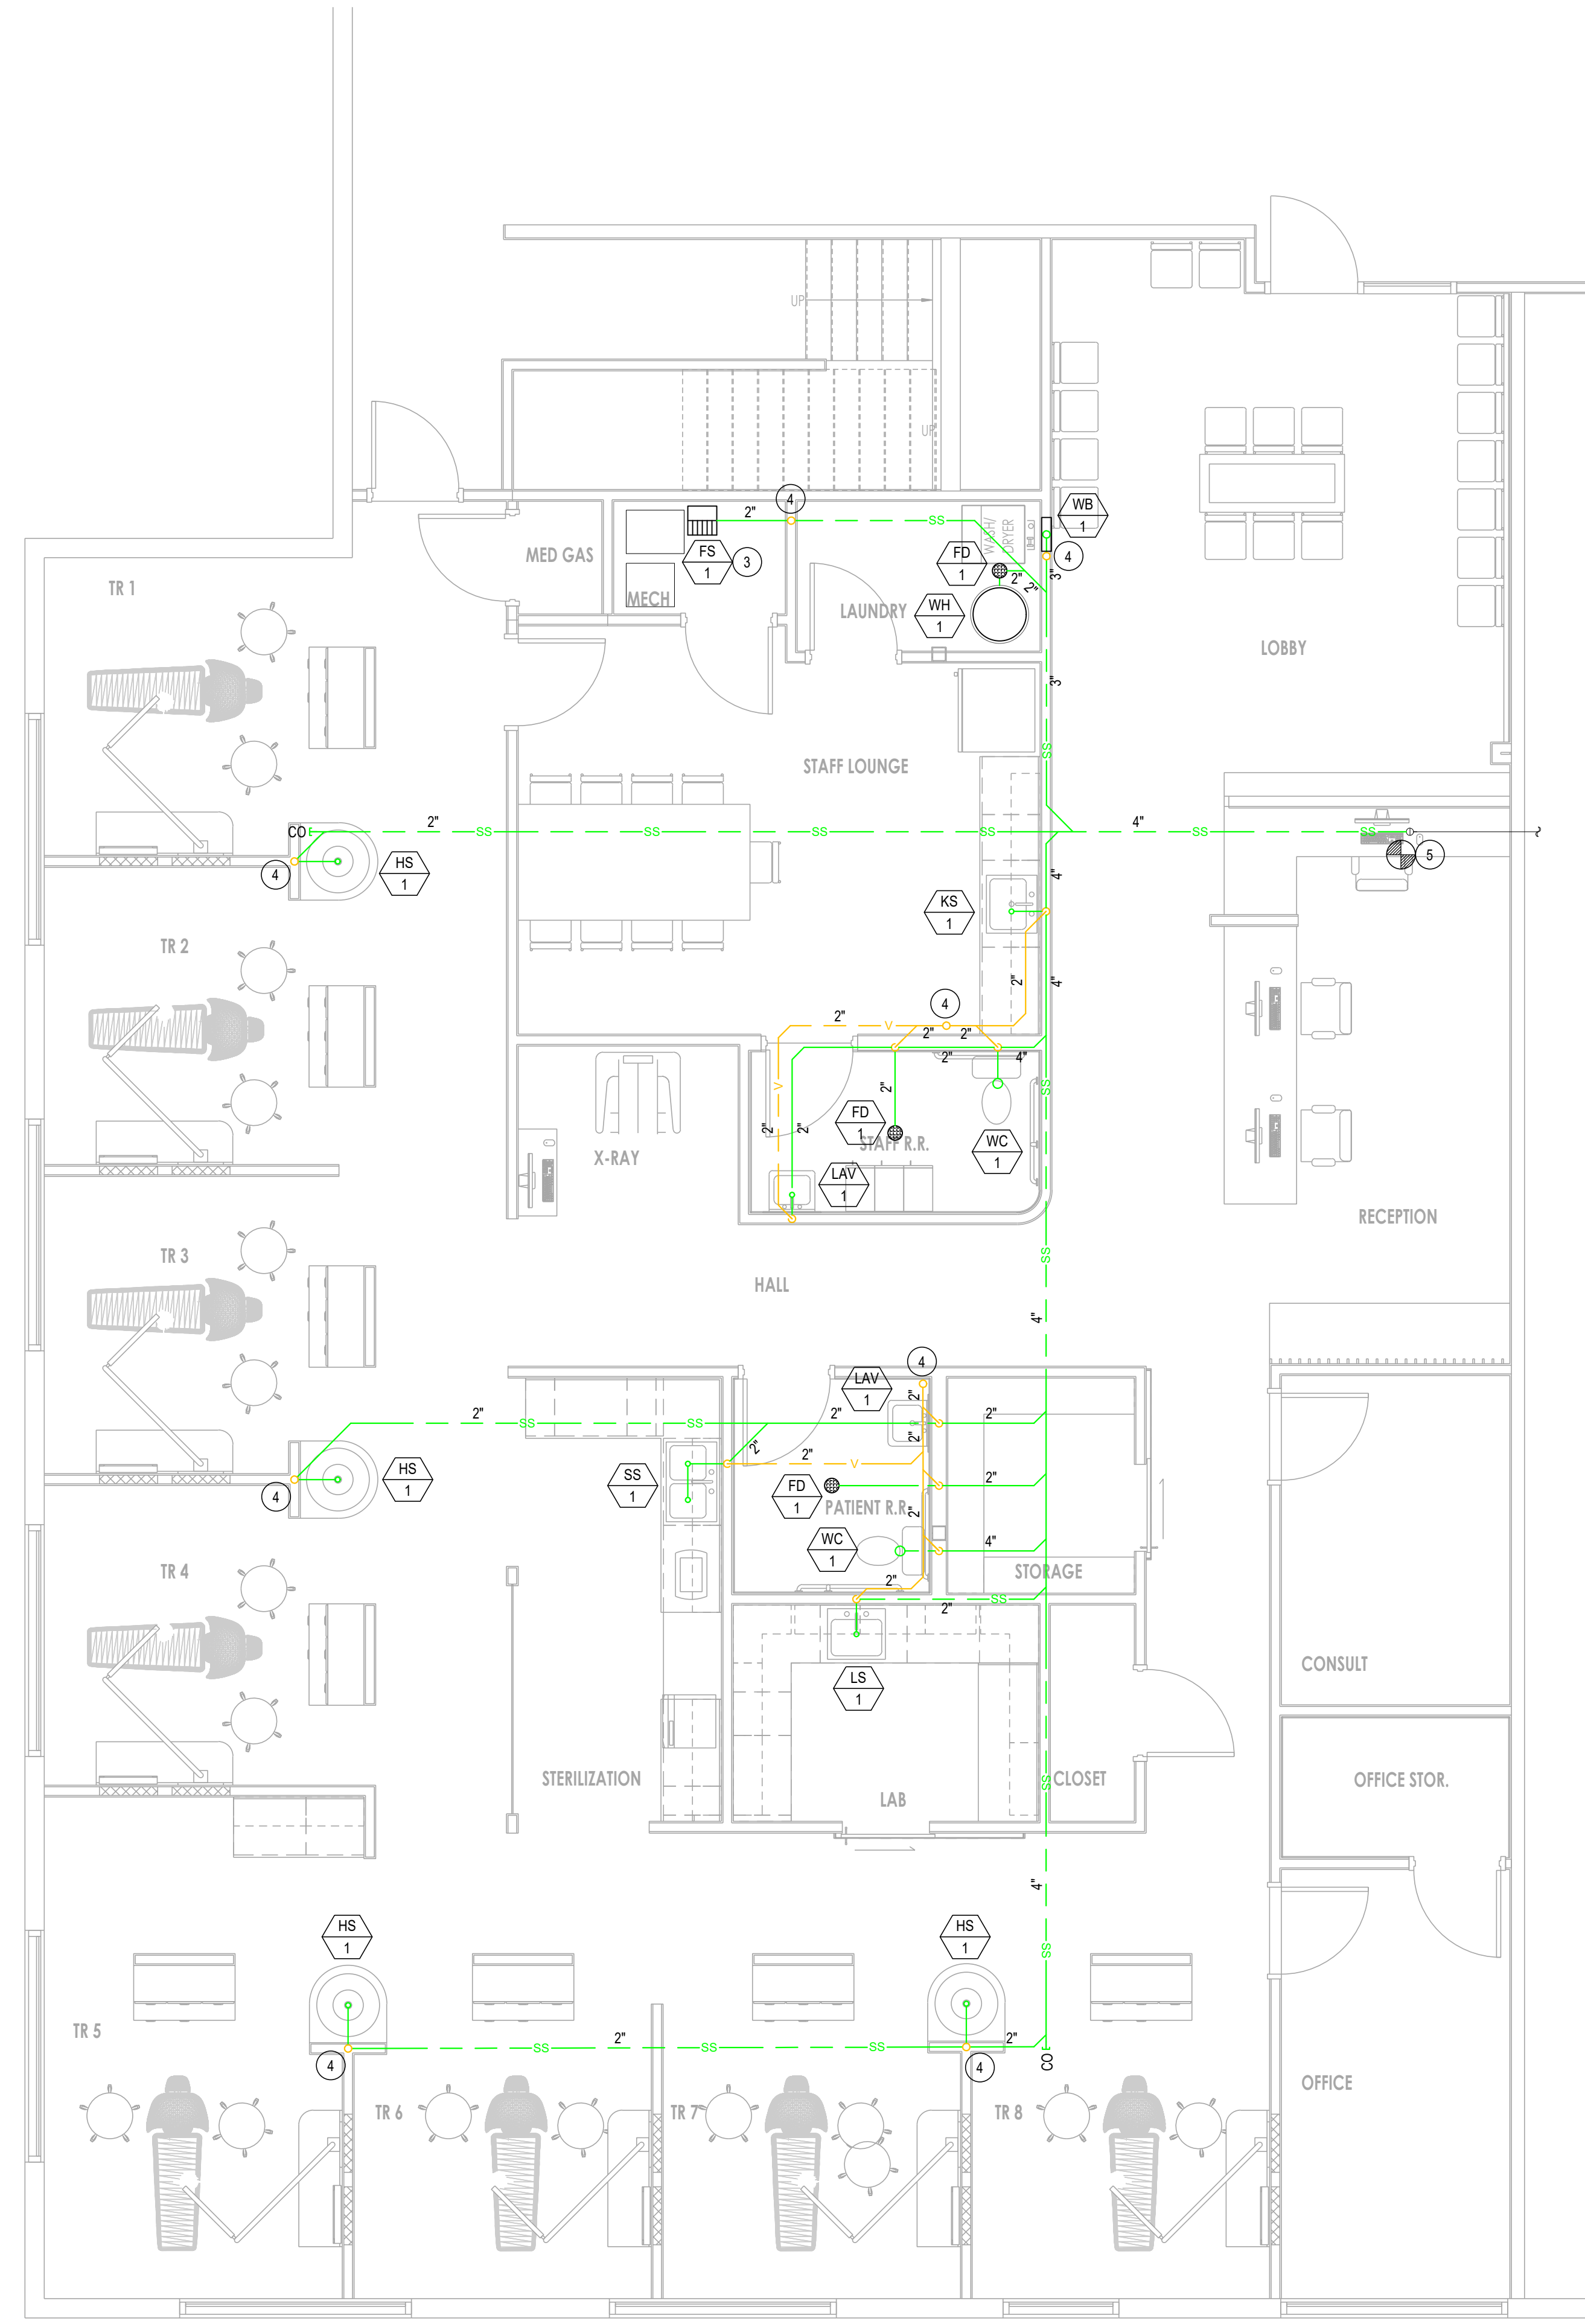 UP
UP
4
2"
SS
WB
1
MED GAS
FS
1
3
WASH/
DRYER
FD
1
4
3"
2"
2"
TR 1
MECH
LAUNDRY
WH
1
LOBBY
3"
STAFF LOUNGE
SS
CO
2"
SS
SS
SS
SS
4"
SS
SS
5
4
HS
1
4"
KS
1
TR 2
2"
4"
4
2"
V
2"
2"
2"
4"
SS
V
2"
2"
2"
FD
1
STAFF R.R.
WC
1
X-RAY
LAV
1
RECEPTION
TR 3
SS
HALL
4"
4
LAV
1
2"
2"
SS
SS
2"
2"
2"
2"
2"
V
HS
1
4
SS
1
FD
1
PATIENT R.R.
2"
2"
WC
1
4"
TR 4
2"
STORAGE
SS
2"
CONSULT
LS
1
STERILIZATION
SS
CLOSET
LAB
OFFICE STOR.
4"
HS
1
HS
1
SS
TR 5
2"
2"
SS
SS
SS
4
4
CO
OFFICE
TR 6
TR 7
TR 8